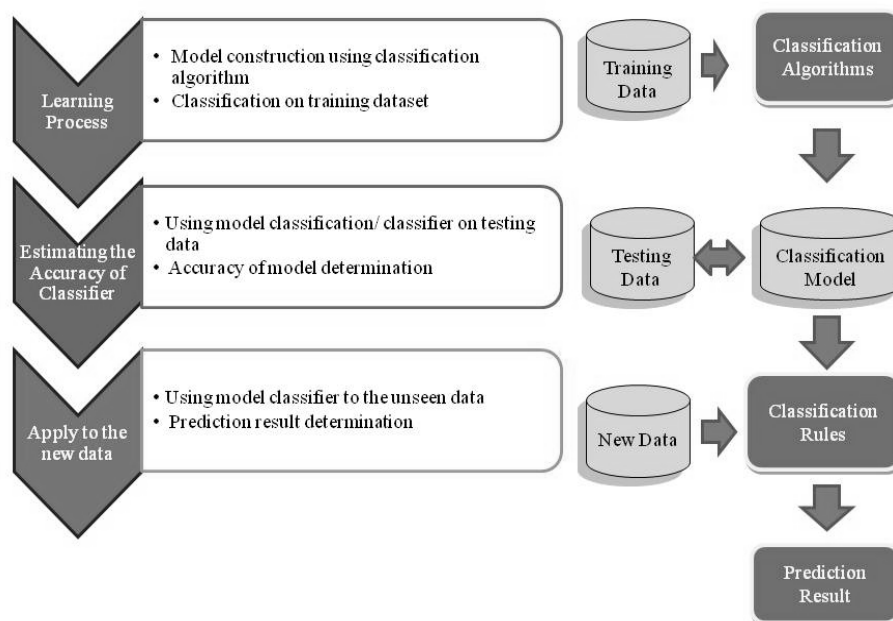 Learning
Process
• Model construction using classification
algorithm
• Classification on training dataset
Training
Data
Classification
Algorithms
Estimating the
Accuracy of
Classifier
• Using model classification/ classifier on testing
data
• Accuracy of model determination
Testing
Data
Classification
Model
Apply to the
new data
• Using model classifier to the unseen data
• Prediction result determination
New Data
Classification
Rules
Prediction
Result